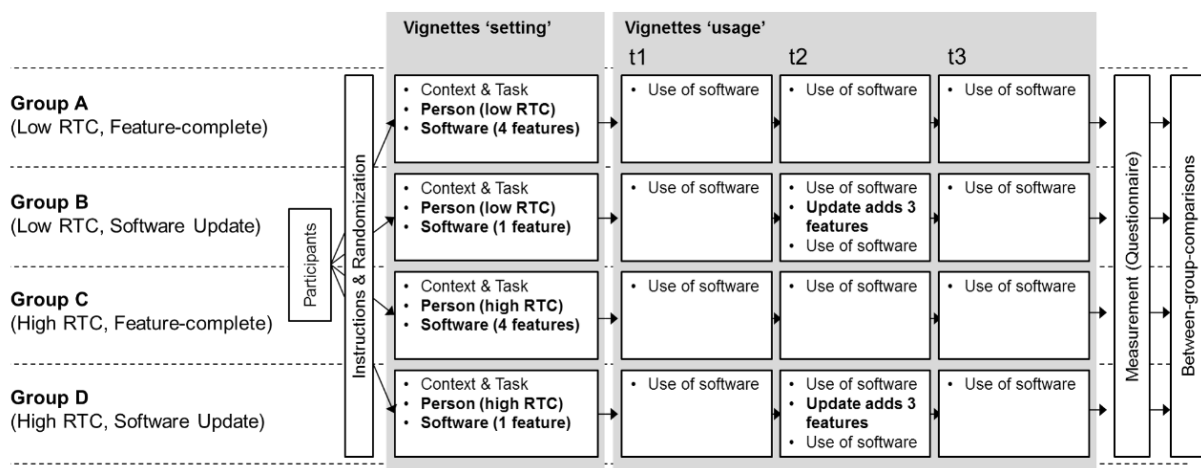 Vignettes ‘setting’
Vignettes ‘usage’
t1
t2
t3
Participants
Instructions & Randomization
Group A
(Low RTC, Feature-complete)
• Context & Task
• Person (low RTC)
• Software (4 features)
• Use of software
• Use of software
• Use of software
Group B
(Low RTC, Software Update)
• Context & Task
• Person (low RTC)
• Software (1 feature)
• Use of software
• Use of software
• Update adds 3
features
• Use of software
• Use of software
Group C
(High RTC, Feature-complete)
• Context & Task
• Person (high RTC)
• Software (4 features)
• Use of software
• Use of software
• Use of software
Group D
(High RTC, Software Update)
• Context & Task
• Person (high RTC)
• Software (1 feature)
• Use of software
• Use of software
• Update adds 3
features
• Use of software
• Use of software
Measurement (Questionnaire)
Between-group-comparisons